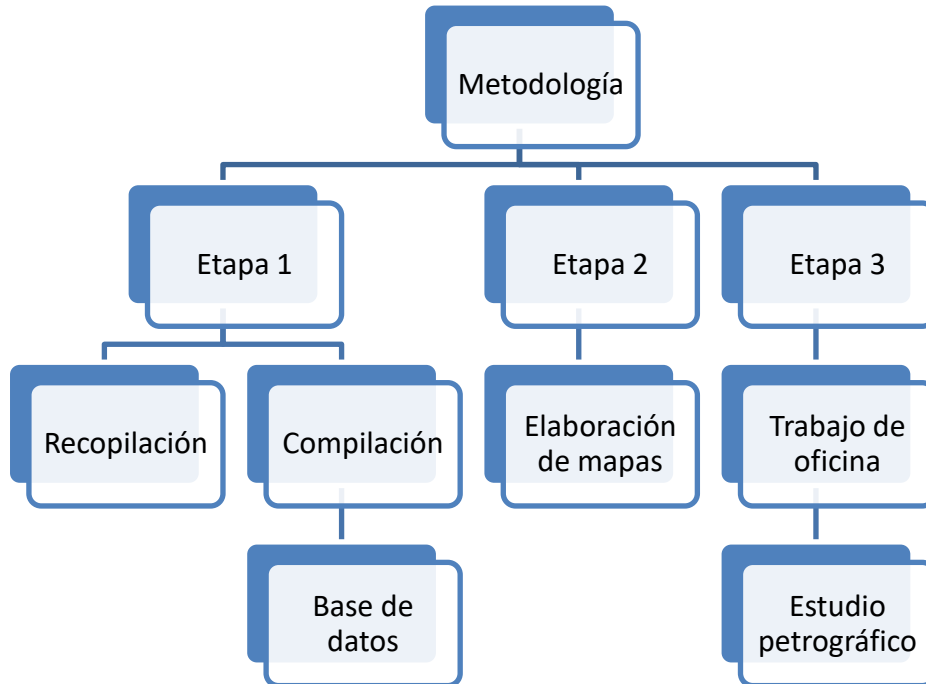 Metodología
Etapa 1
Etapa 2
Etapa 3
Recopilación
Compilación
Elaboración
de mapas
Trabajo de
oficina
Base de
datos
Estudio
petrográfico